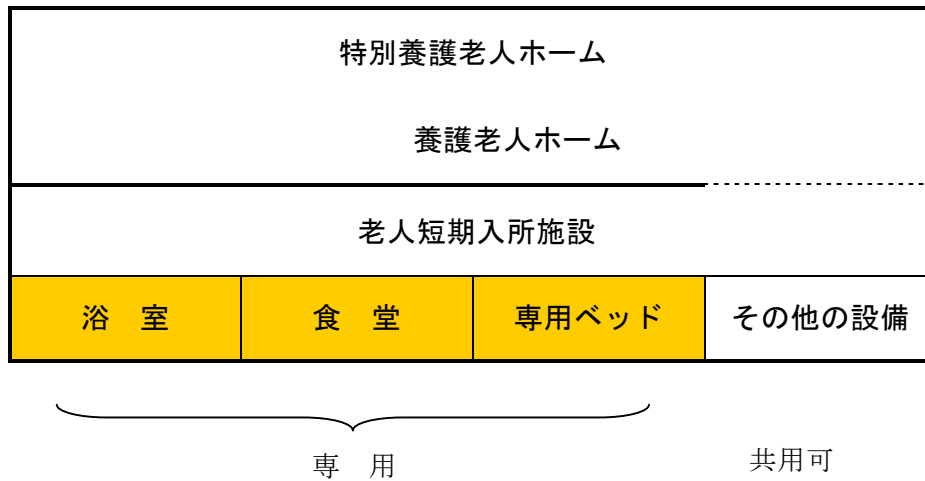 特別養護老人ホーム
養護老人ホーム
老人短期入所施設
浴　室　食　堂　専用ベッド　その他の設備
専　用　共用可